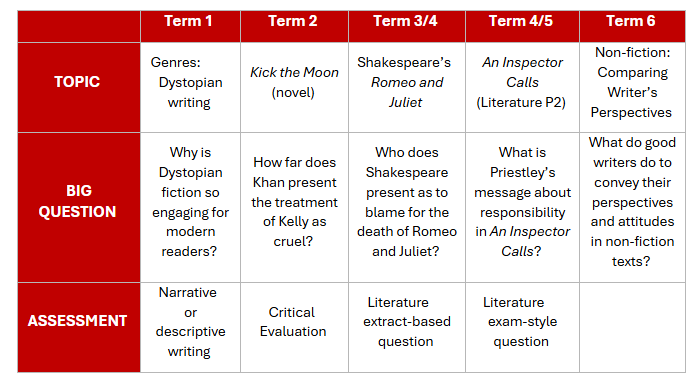 Term 1
Term 2
Term 3/4
Term 4/5
Term 6
TOPIC
Genres:
Dystopian
writing
Kick the Moon
(novel)
Shakespeare's
Romeo and
Juliet
An Inspector
Calls
(Literature P2)
Non-fiction:
Comparing
Writer's
Perspectives
BIG
QUESTION
Why is
Dystopian
fiction so
engaging for
modern
readers?
How far does
Khan present
the treatment
of Kelly as
cruel?
Who does
Shakespeare
present as to
blame for the
death of Romeo
and Juliet?
What is
Priestley's
message about
responsibility
in An Inspector
Calls?
What do good
writers do to
convey their
perspectives
and attitudes
in non-fiction
texts?
ASSESSMENT
Narrative
or
descriptive
writing
Critical
Evaluation
Literature
extract-based
question
Literature
exam-style
question